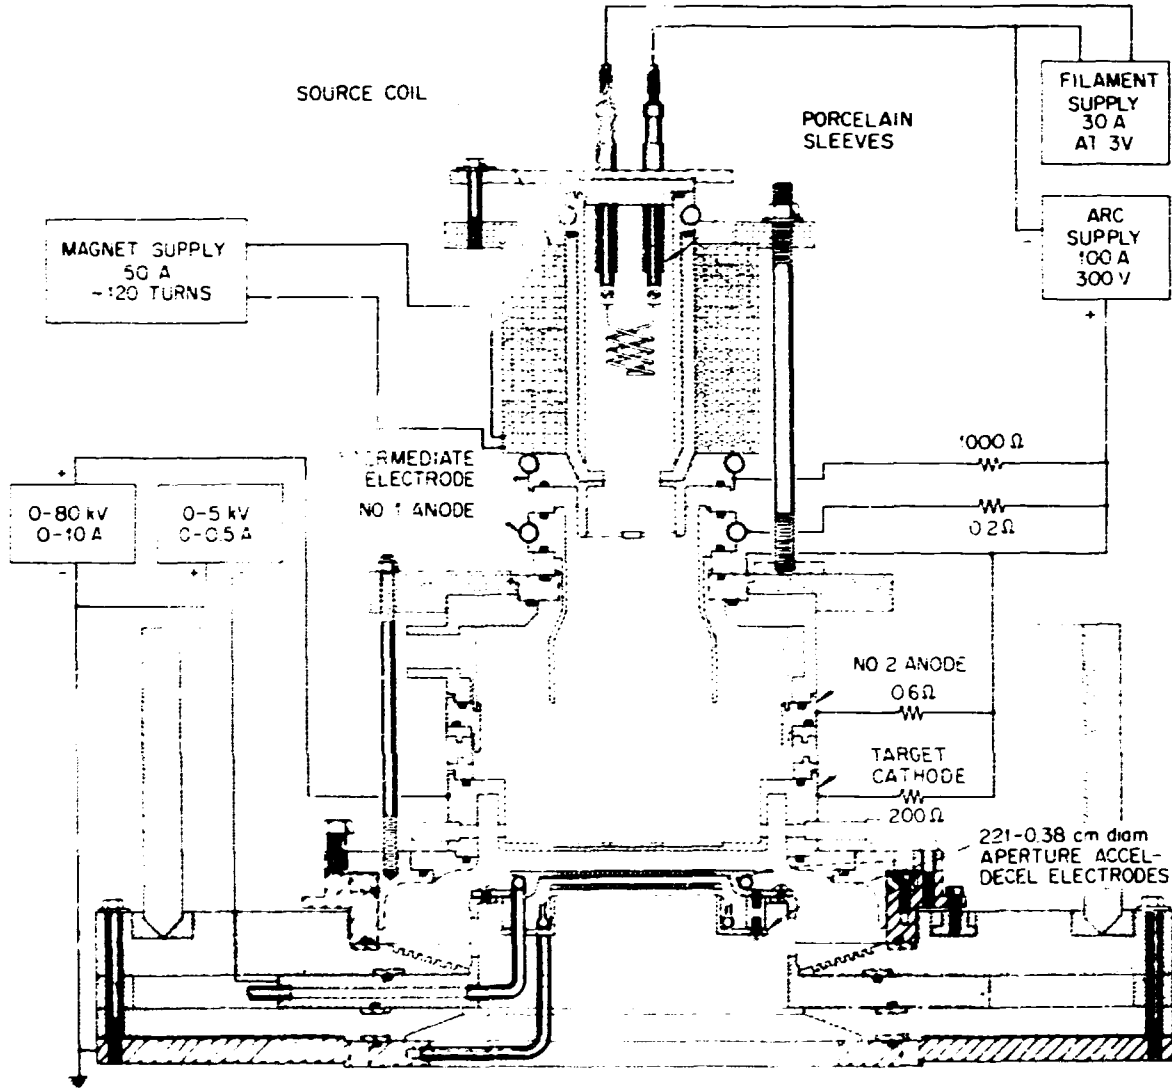 SOURCE COIL
PORCELAIN
SLEEVES
FILAMENT
SUPPLY
30 A
AT 3V
ARC
SUPPLY
100 A
300 V
+
MAGNET SUPPLY
50 A
~120 TURNS
1000 Ω
0.2Ω
ERMEDIATE
ELECTRODE
NO. 1 ANODE
+
0-80 kV
0-10 A
-
0-5 kV
0-0.5 A
+
NO. 2 ANODE
0.6Ω
TARGET
CATHODE
200Ω
221-0.38 cm diam
APERTURE ACCEL-
DECEL ELECTRODES